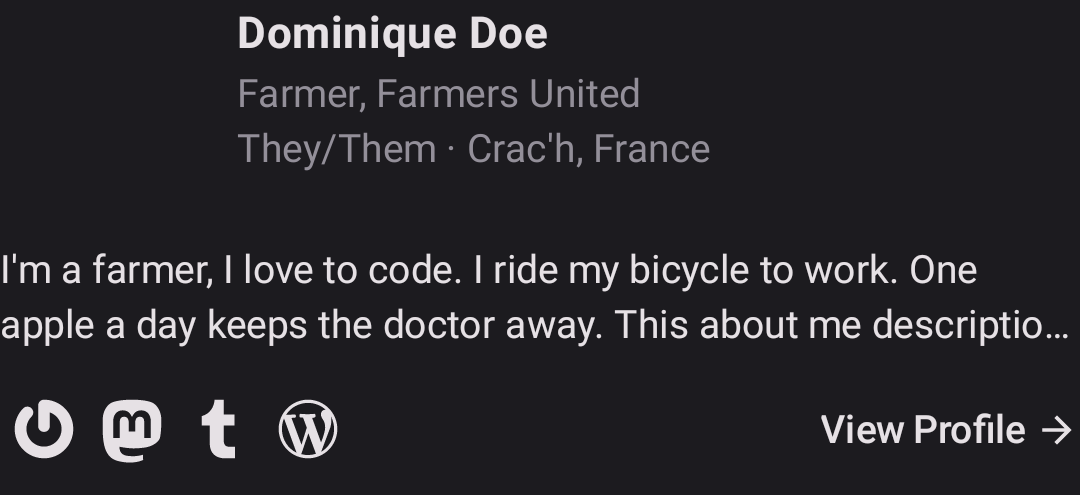 Dominique Doe
Farmer, Farmers United
They/Them · Crac'h, France
I'm a farmer, I love to code. I ride my bicycle to work. One
apple a day keeps the doctor away. This about me descriptio…
View Profile →